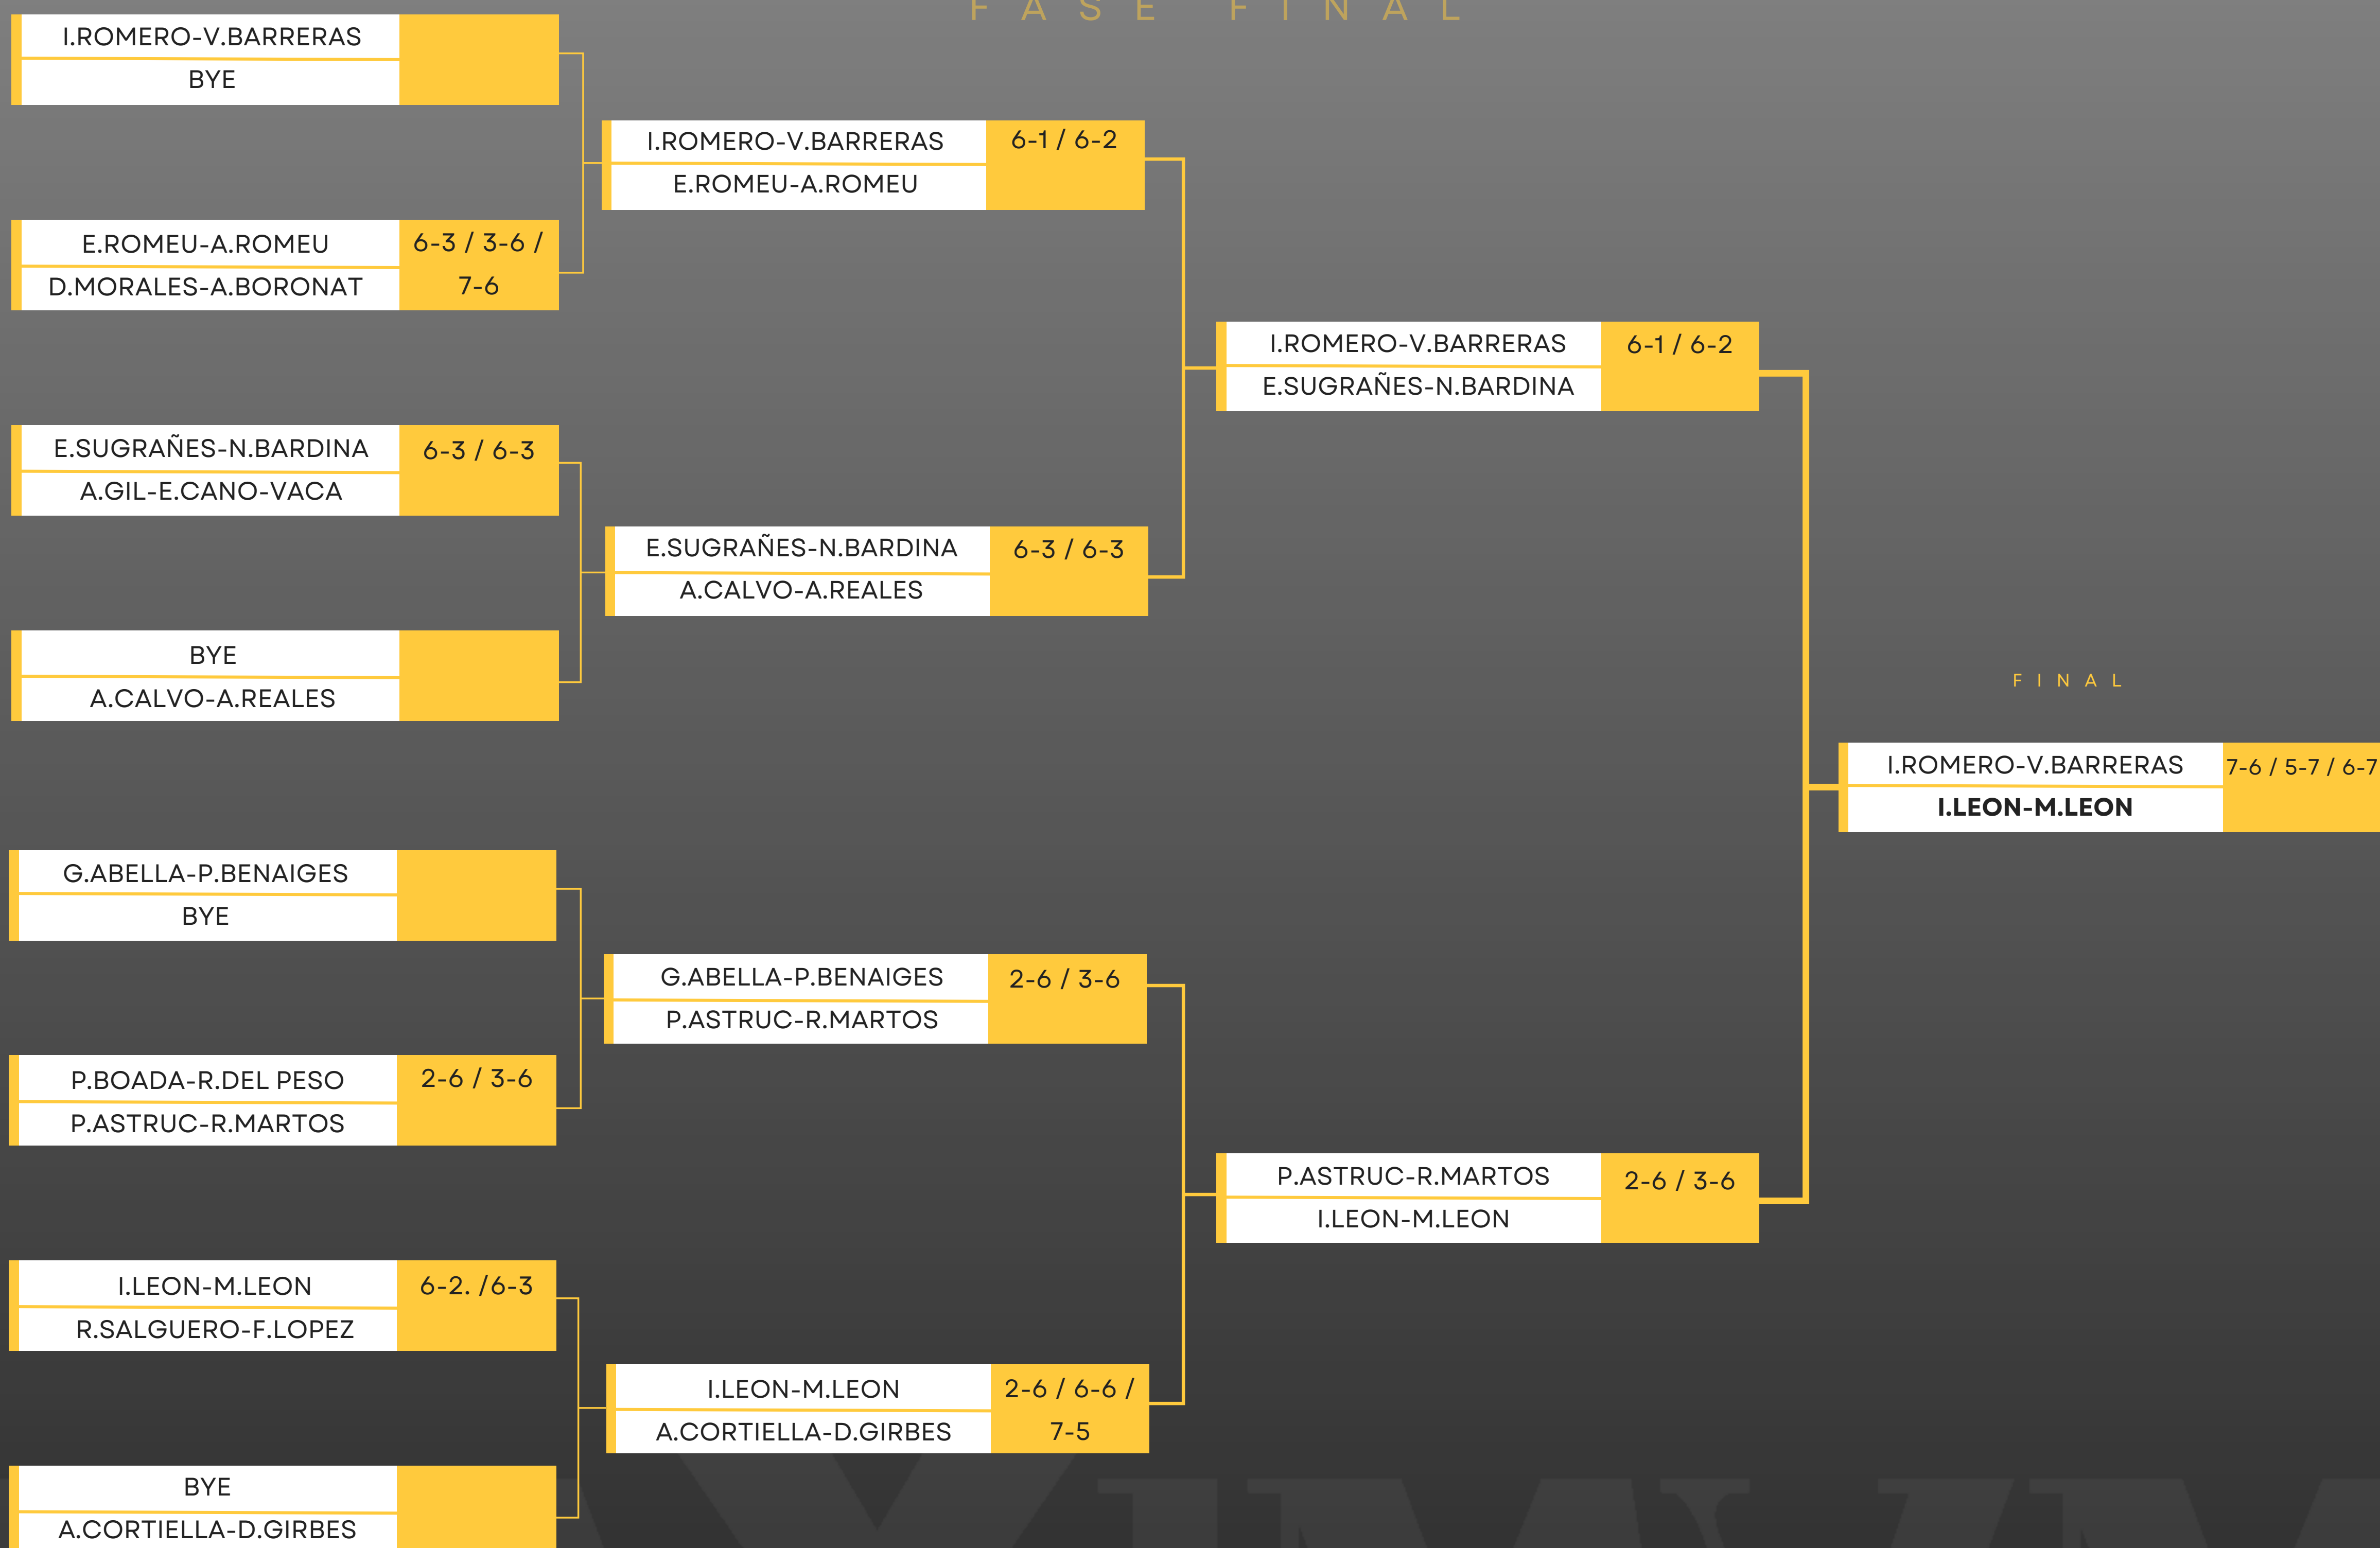 FASE FINAL
I.ROMERO-V.BARRERAS
BYE
E.ROMEU-A.ROMEU
D.MORALES-A.BORONAT
6-3 / 3-6 /
7-6
E.SUGRAÑES-N.BARDINA
A.GIL-E.CANO-VACA
6-3 / 6-3
BYE
A.CALVO-A.REALES
G.ABELLA-P.BENAIGES
BYE
P.BOADA-R.DEL PESO
P.ASTRUC-R.MARTOS
2-6 / 3-6
I.LEON-M.LEON
R.SALGUERO-F.LOPEZ
6-2. /6-3
BYE
A.CORTIELLA-D.GIRBES
I.ROMERO-V.BARRERAS
E.ROMEU-A.ROMEU
6-1 / 6-2
E.SUGRAÑES-N.BARDINA
A.CALVO-A.REALES
6-3 / 6-3
G.ABELLA-P.BENAIGES
P.ASTRUC-R.MARTOS
2-6 / 3-6
I.LEON-M.LEON
A.CORTIELLA-D.GIRBES
2-6 / 6-6 /
7-5
I.ROMERO-V.BARRERAS
E.SUGRAÑES-N.BARDINA
6-1 / 6-2
P.ASTRUC-R.MARTOS
I.LEON-M.LEON
2-6 / 3-6
FINAL
I.ROMERO-V.BARRERAS
I.LEON-M.LEON
7-6 / 5-7 / 6-7